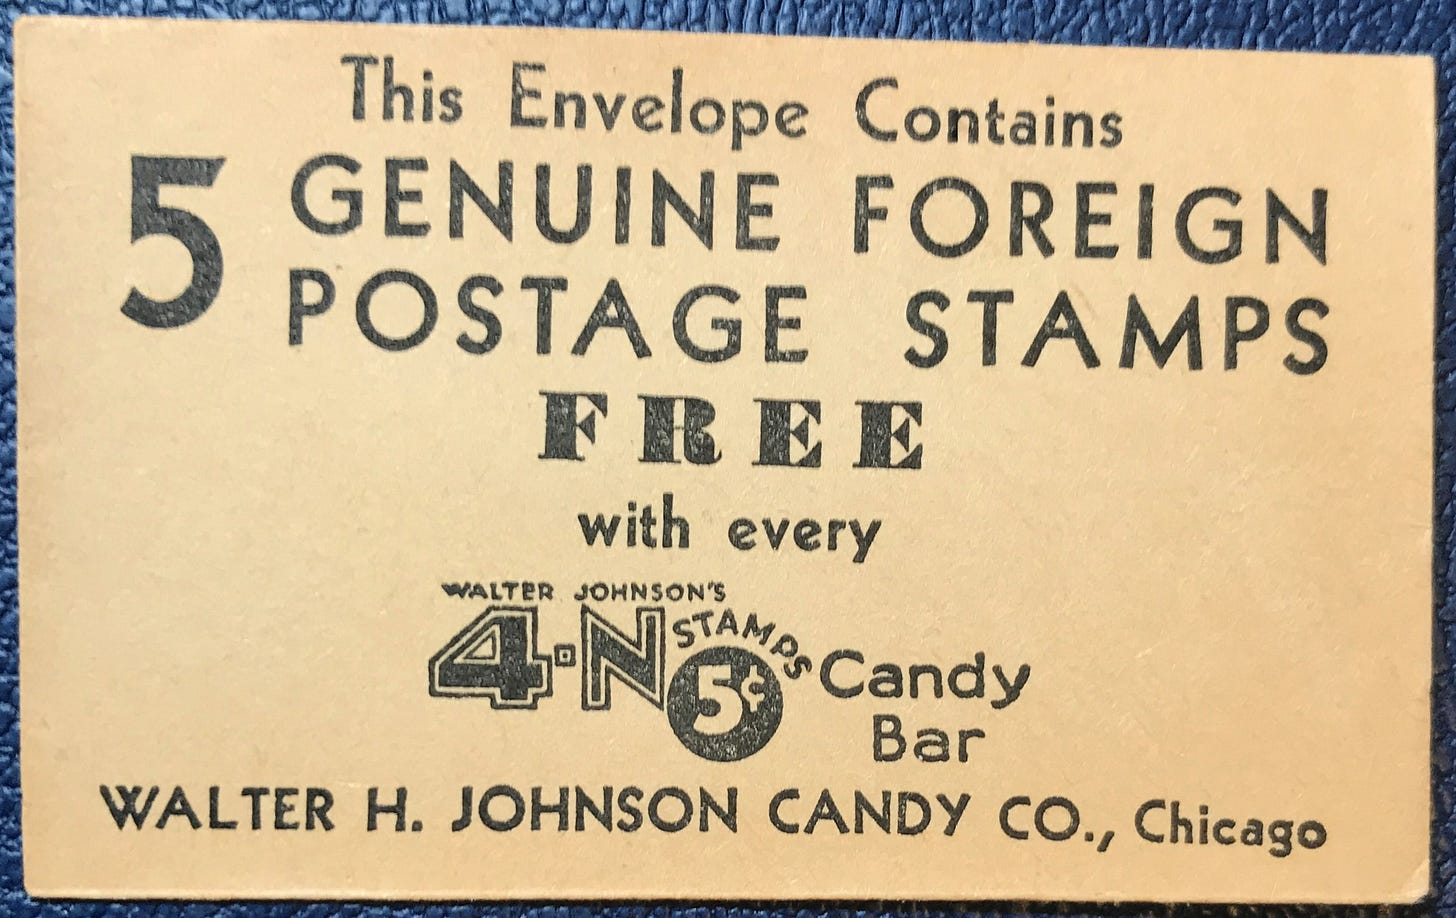 This Envelope Contains
5 GENUINE FOREIGN
POSTAGE STAMPS
FREE
with every
WALTER JOHNSON'S
4·N STAMPS 5¢ Candy
Bar
WALTER H. JOHNSON CANDY CO., Chicago